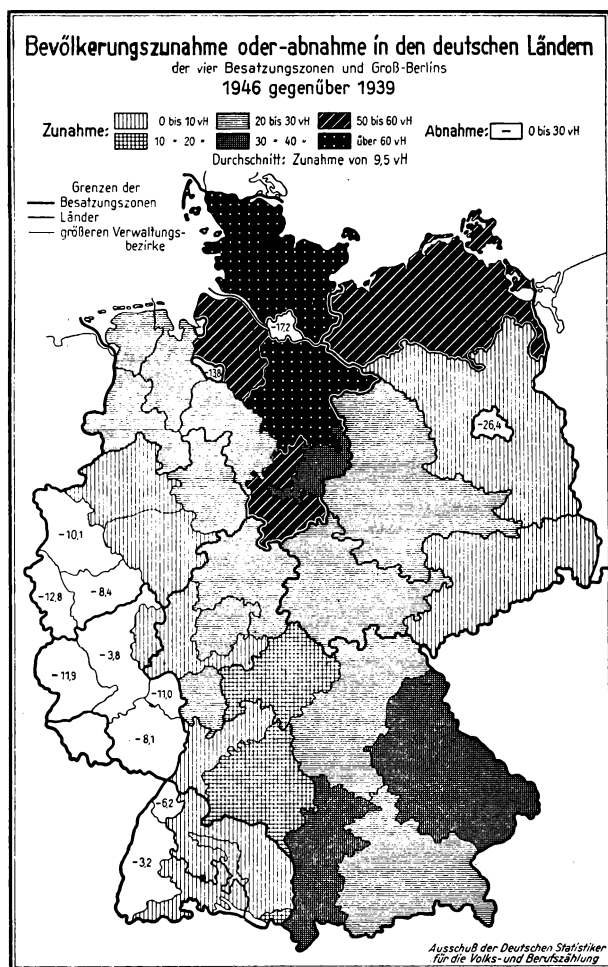 Bevölkerungszunahme oder-abnahme in den deutschen Ländern
der vier Besatzungszonen und Groß-Berlins
1946 gegenüber 1939
Zunahme:
0 bis 10 vH
20 bis 30 vH
50 bis 60 vH
Abnahme:
–
0 bis 30 vH
10 " 20 "
30 " 40 "
über 60 vH
Durchschnitt: Zunahme von 9,5 vH
Grenzen der
Besatzungszonen
Länder
größeren Verwaltungs-
bezirke
-17,2
-13,8
-26,4
-10,1
-12,8
-8,4
-3,8
-11,9
-11,0
-8,1
-6,2
-3,2
Ausschuß der Deutschen Statistiker
für die Volks- und Berufszählung